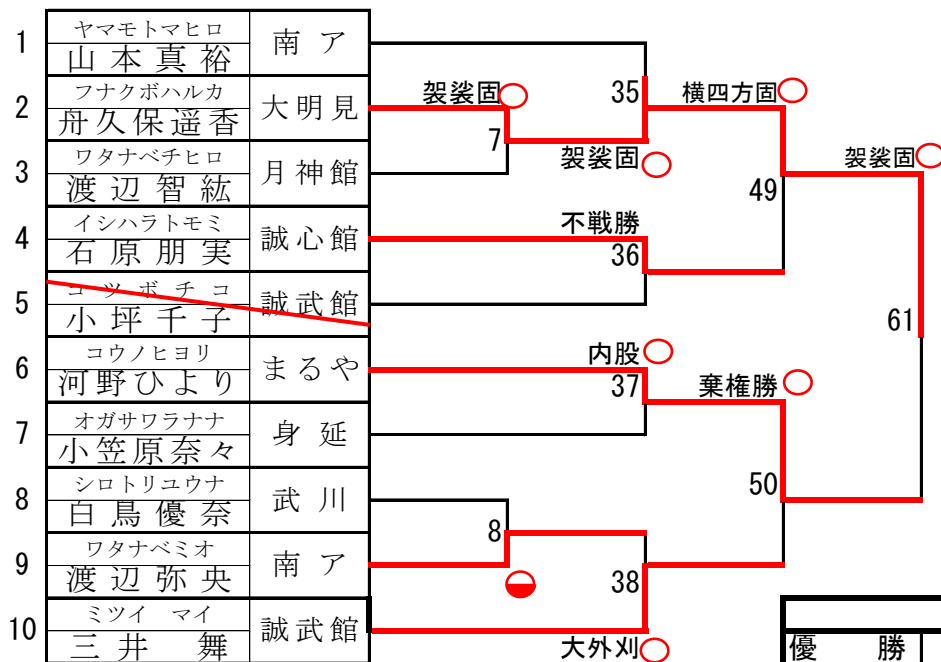 1 ヤマモトマヒロ 南ア
山本真裕
2 フナクボハルカ 大明見
舟久保遥香
3 ワタナベチヒロ 月神館
渡辺智紘
4 イシハラトモミ 誠心館
石原朋実
5 コツボチコ 誠武館
小坪千子
6 コウノヒヨリ まるや
河野ひより
7 オガサワラナナ 身延
小笠原奈々
8 シロトリユウナ 武川
白鳥優奈
9 ワタナベミオ 南ア
渡辺弥央
10 ミツイ マイ 誠武館
三井 舞
袈裟固
7
8
35
袈裟固
不戦勝
36
内股
37
38
大外刈
横四方固
49
棄権勝
50
袈裟固
61
優 勝